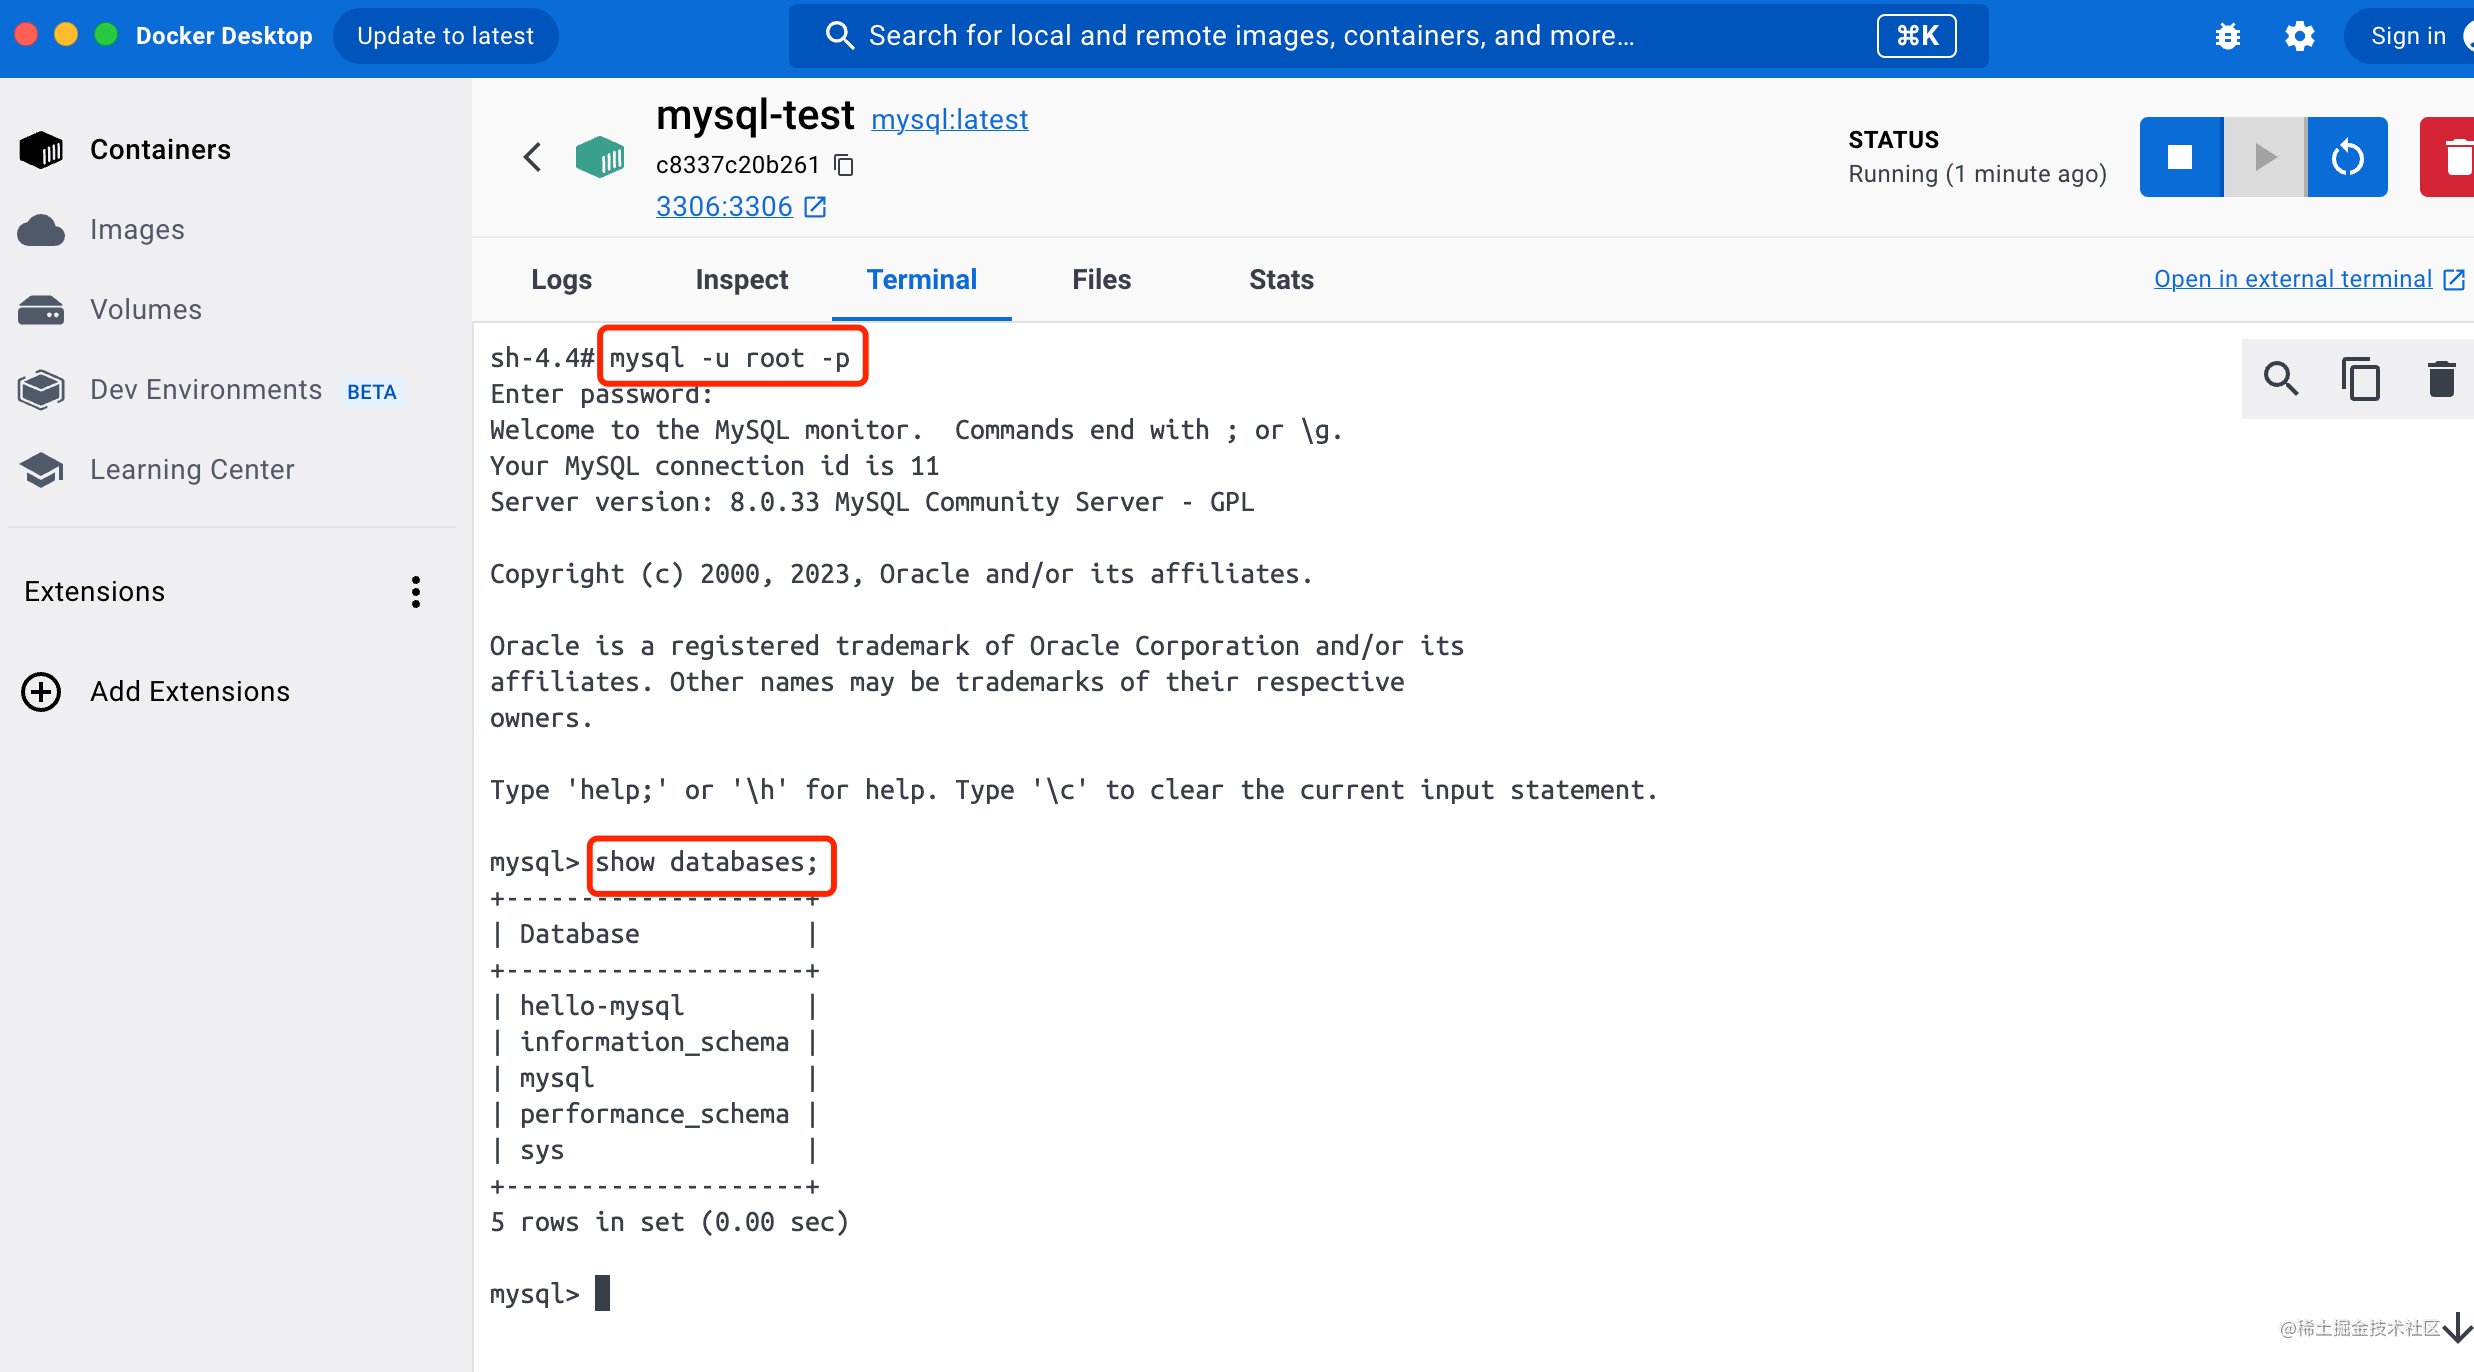 Docker Desktop
Update to latest
Search for local and remote images, containers, and more...
⌘K
Sign in
Containers
Images
Volumes
Dev Environments BETA
Learning Center
Extensions
Add Extensions
mysql-test mysql:latest
c8337c20b261
3306:3306
STATUS
Running (1 minute ago)
Logs
Inspect
Terminal
Files
Stats
Open in external terminal
sh-4.4# mysql -u root -p
Enter password:
Welcome to the MySQL monitor.  Commands end with ; or \g.
Your MySQL connection id is 11
Server version: 8.0.33 MySQL Community Server - GPL
Copyright (c) 2000, 2023, Oracle and/or its affiliates.
Oracle is a registered trademark of Oracle Corporation and/or its
affiliates. Other names may be trademarks of their respective
owners.
Type 'help;' or '\h' for help. Type '\c' to clear the current input statement.
mysql> show databases;
+--------------------+
| Database           |
+--------------------+
| hello-mysql        |
| information_schema |
| mysql              |
| performance_schema |
| sys                |
+--------------------+
5 rows in set (0.00 sec)
mysql>
@稀土掘金技术社区